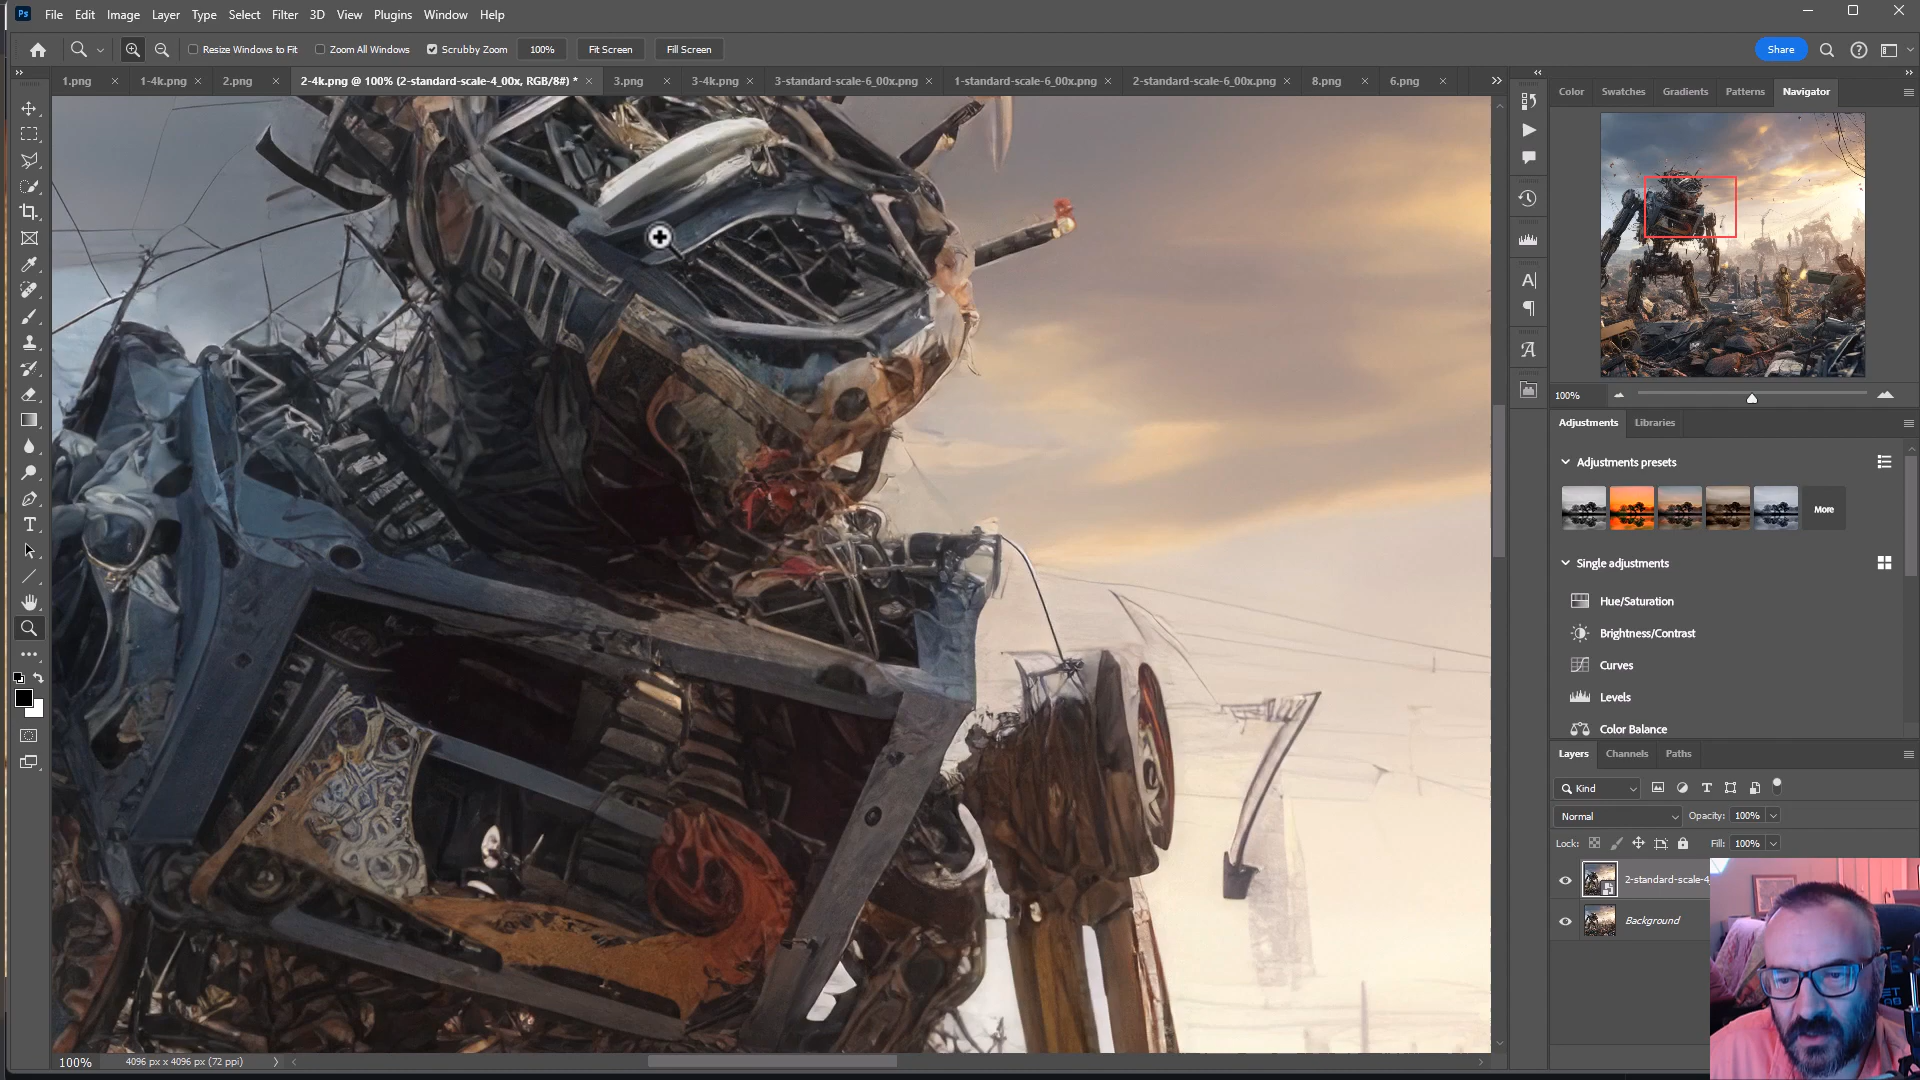 Ps File Edit Image Layer Type Select Filter 3D View Plugins Window Help
Resize Windows to Fit Zoom All Windows Scrubby Zoom 100% Fit Screen Fill Screen Share
1.png 1-4k.png 2.png 2-4k.png @ 100% (2-standard-scale-4_00x, RGB/8#) * 3.png 3-4k.png 3-standard-scale-6_00x.png 1-standard-scale-6_00x.png 2-standard-scale-6_00x.png 8.png 6.png
Color Swatches Gradients Patterns Navigator
100%
Adjustments Libraries
Adjustments presets
More
Single adjustments
Hue/Saturation
Brightness/Contrast
Curves
Levels
Color Balance
Layers Channels Paths
Kind
Normal Opacity: 100%
Lock: Fill: 100%
2-standard-scale-4
Background
100% 4096 px x 4096 px (72 ppi)